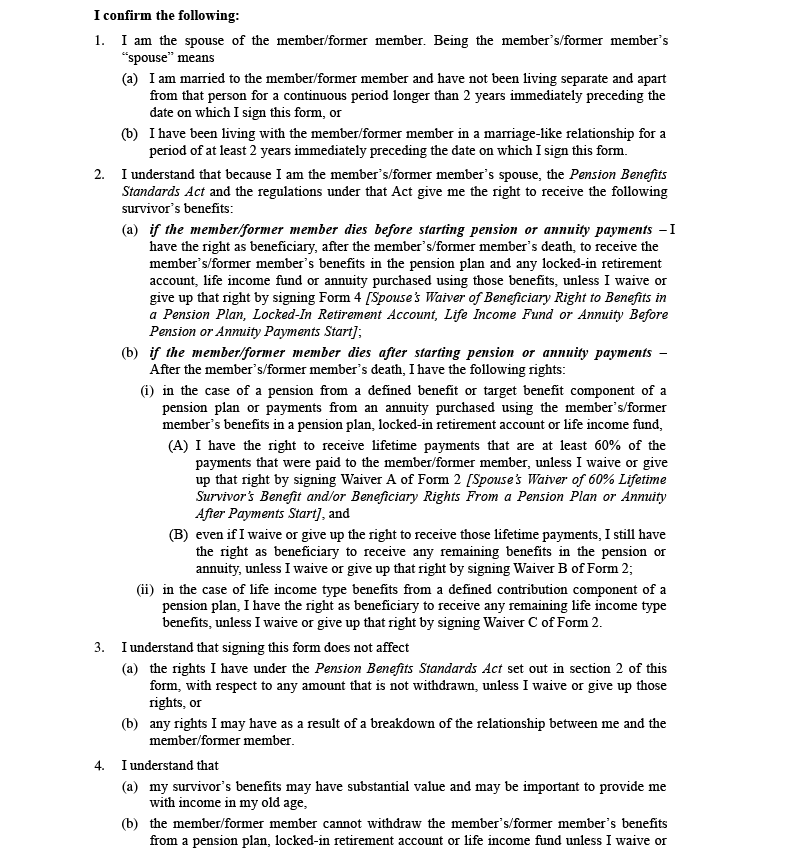 I confirm the following:
1. I am the spouse of the member/former member. Being the member's/former member's
"spouse" means
(a) I am married to the member/former member and have not been living separate and apart
from that person for a continuous period longer than 2 years immediately preceding the
date on which I sign this form, or
(b) I have been living with the member/former member in a marriage-like relationship for a
period of at least 2 years immediately preceding the date on which I sign this form.
2. I understand that because I am the member's/former member's spouse, the Pension Benefits
Standards Act and the regulations under that Act give me the right to receive the following
survivor's benefits:
(a) if the member/former member dies before starting pension or annuity payments – I
have the right as beneficiary, after the member's/former member's death, to receive the
member's/former member's benefits in the pension plan and any locked-in retirement
account, life income fund or annuity purchased using those benefits, unless I waive or
give up that right by signing Form 4 [Spouse's Waiver of Beneficiary Right to Benefits in
a Pension Plan, Locked-In Retirement Account, Life Income Fund or Annuity Before
Pension or Annuity Payments Start];
(b) if the member/former member dies after starting pension or annuity payments –
After the member's/former member's death, I have the following rights:
(i) in the case of a pension from a defined benefit or target benefit component of a
pension plan or payments from an annuity purchased using the member's/former
member's benefits in a pension plan, locked-in retirement account or life income fund,
(A) I have the right to receive lifetime payments that are at least 60% of the
payments that were paid to the member/former member, unless I waive or give
up that right by signing Waiver A of Form 2 [Spouse's Waiver of 60% Lifetime
Survivor's Benefit and/or Beneficiary Rights From a Pension Plan or Annuity
After Payments Start], and
(B) even if I waive or give up the right to receive those lifetime payments, I still have
the right as beneficiary to receive any remaining benefits in the pension or
annuity, unless I waive or give up that right by signing Waiver B of Form 2;
(ii) in the case of life income type benefits from a defined contribution component of a
pension plan, I have the right as beneficiary to receive any remaining life income type
benefits, unless I waive or give up that right by signing Waiver C of Form 2.
3. I understand that signing this form does not affect
(a) the rights I have under the Pension Benefits Standards Act set out in section 2 of this
form, with respect to any amount that is not withdrawn, unless I waive or give up those
rights, or
(b) any rights I may have as a result of a breakdown of the relationship between me and the
member/former member.
4. I understand that
(a) my survivor's benefits may have substantial value and may be important to provide me
with income in my old age,
(b) the member/former member cannot withdraw the member's/former member's benefits
from a pension plan, locked-in retirement account or life income fund unless I waive or